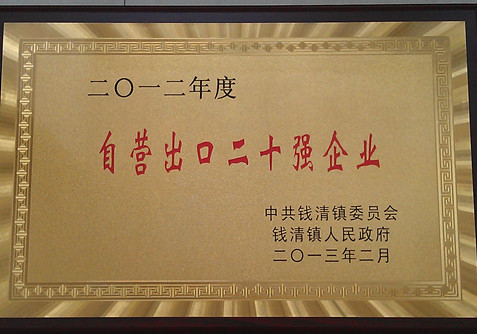 二〇一二年度
自营出口二十强企业
中共钱清镇委员会
钱清镇人民政府
二〇一三年二月